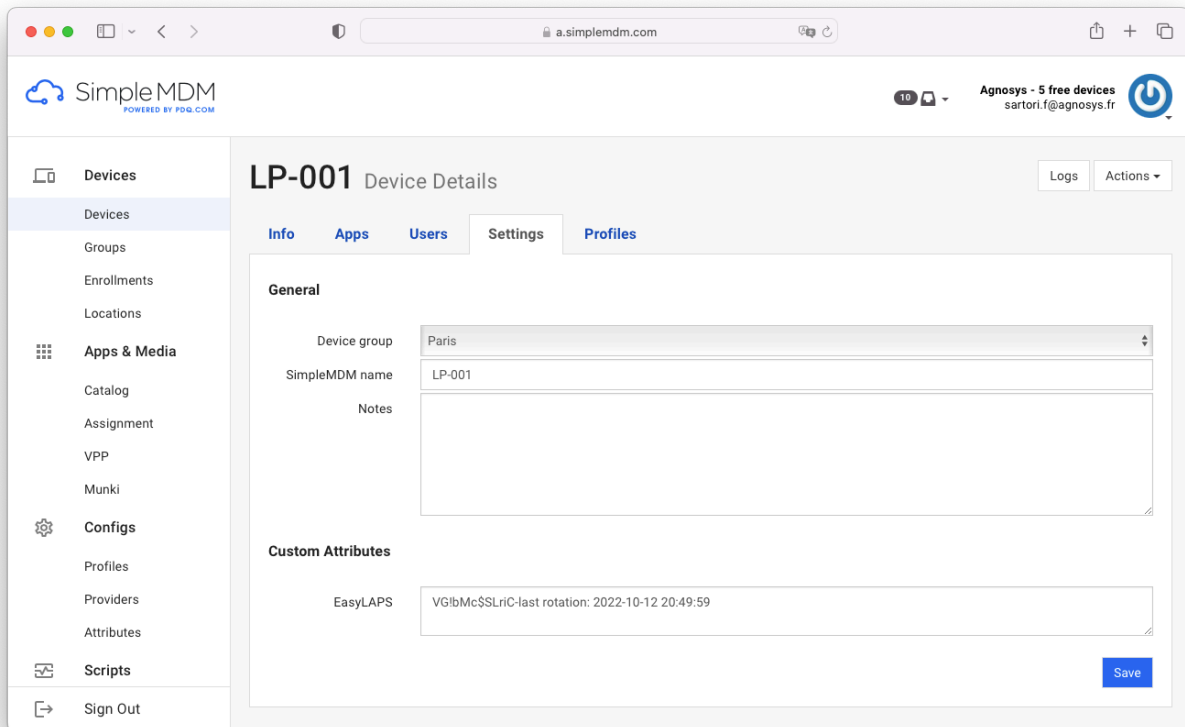 a.simplemdm.com
SimpleMDM
POWERED BY PDQ.COM
10
Agnosys - 5 free devices
sartori.f@agnosys.fr
Devices
Devices
Groups
Enrollments
Locations
Apps & Media
Catalog
Assignment
VPP
Munki
Configs
Profiles
Providers
Attributes
Scripts
Sign Out
LP-001 Device Details
Logs
Actions
Info Apps Users Settings Profiles
General
Device group Paris
SimpleMDM name LP-001
Notes
Custom Attributes
EasyLAPS VG!bMc$SLriC-last rotation: 2022-10-12 20:49:59
Save